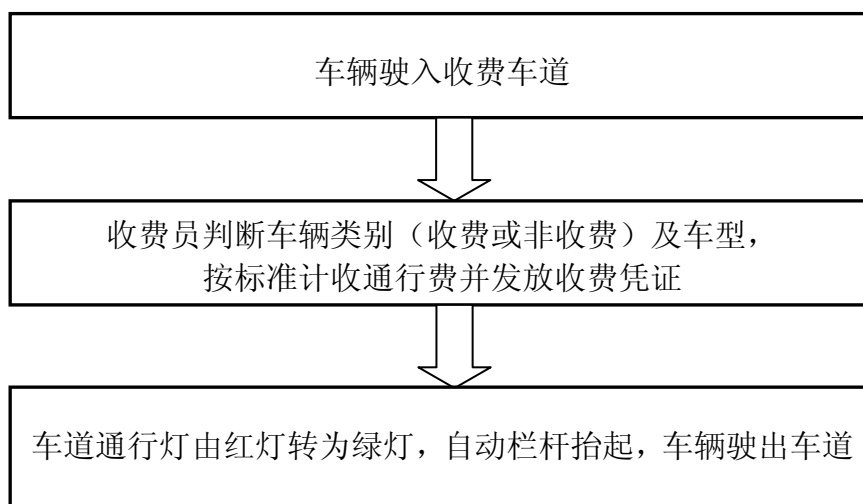 车辆驶入收费车道
收费员判断车辆类别（收费或非收费）及车型，
按标准计收通行费并发放收费凭证
车道通行灯由红灯转为绿灯，自动栏杆抬起，车辆驶出车道